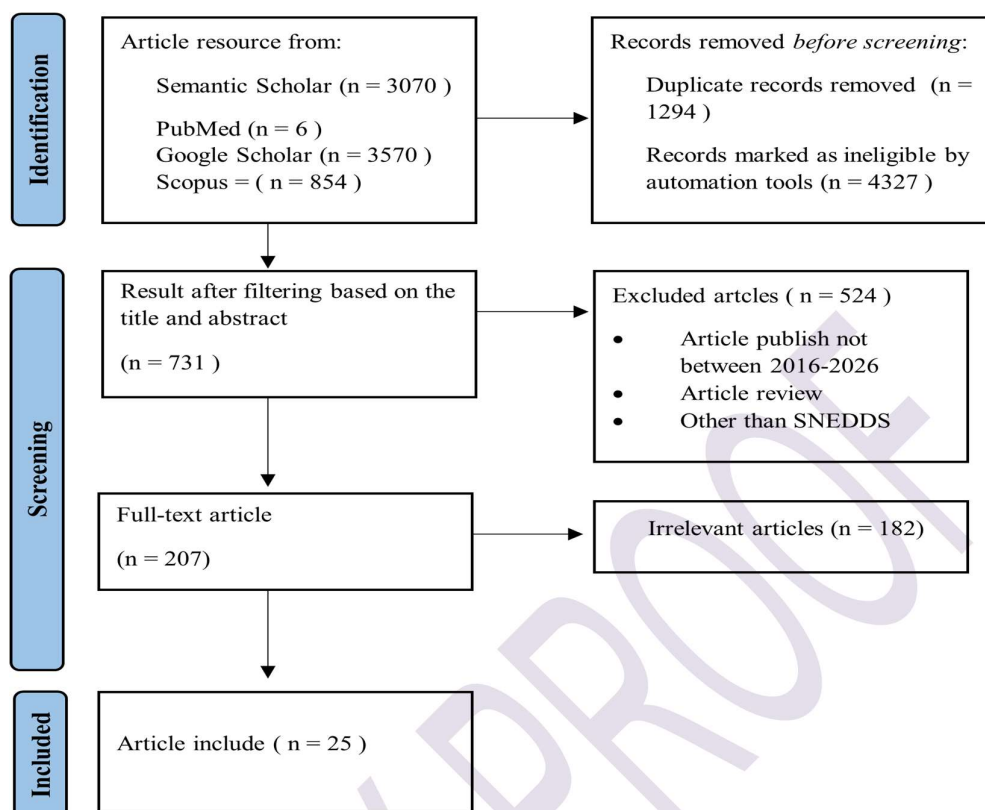 Identification
Article resource from:
Semantic Scholar (n = 3070)
PubMed (n = 6 )
Google Scholar (n = 3570)
Scopus = ( n = 854 )
Records removed before screening:
Duplicate records removed (n =
1294 )
Records marked as ineligible by
automation tools (n = 4327 )
Screening
Result after filtering based on the
title and abstract
(n = 731 )
Excluded artcles ( n = 524 )
• Article publish not
between 2016-2026
• Article review
• Other than SNEDDS
Full-text article
(n = 207)
Irrelevant articles (n = 182)
Included
Article include ( n = 25 )
PROOF